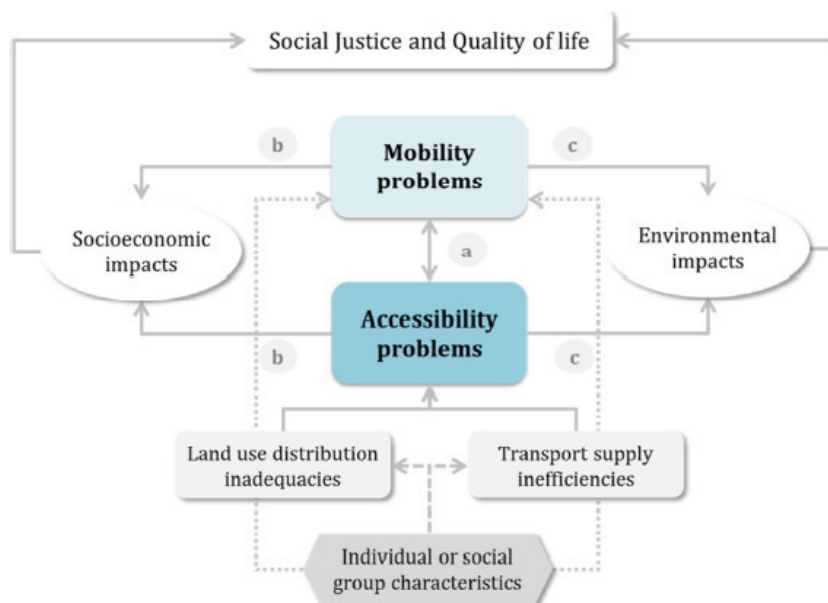 Social Justice and Quality of life
b
Mobility
problems
c
Socioeconomic
impacts
a
Environmental
impacts
Accessibility
problems
b
c
Land use distribution
inadequacies
Transport supply
inefficiencies
Individual or social
group characteristics